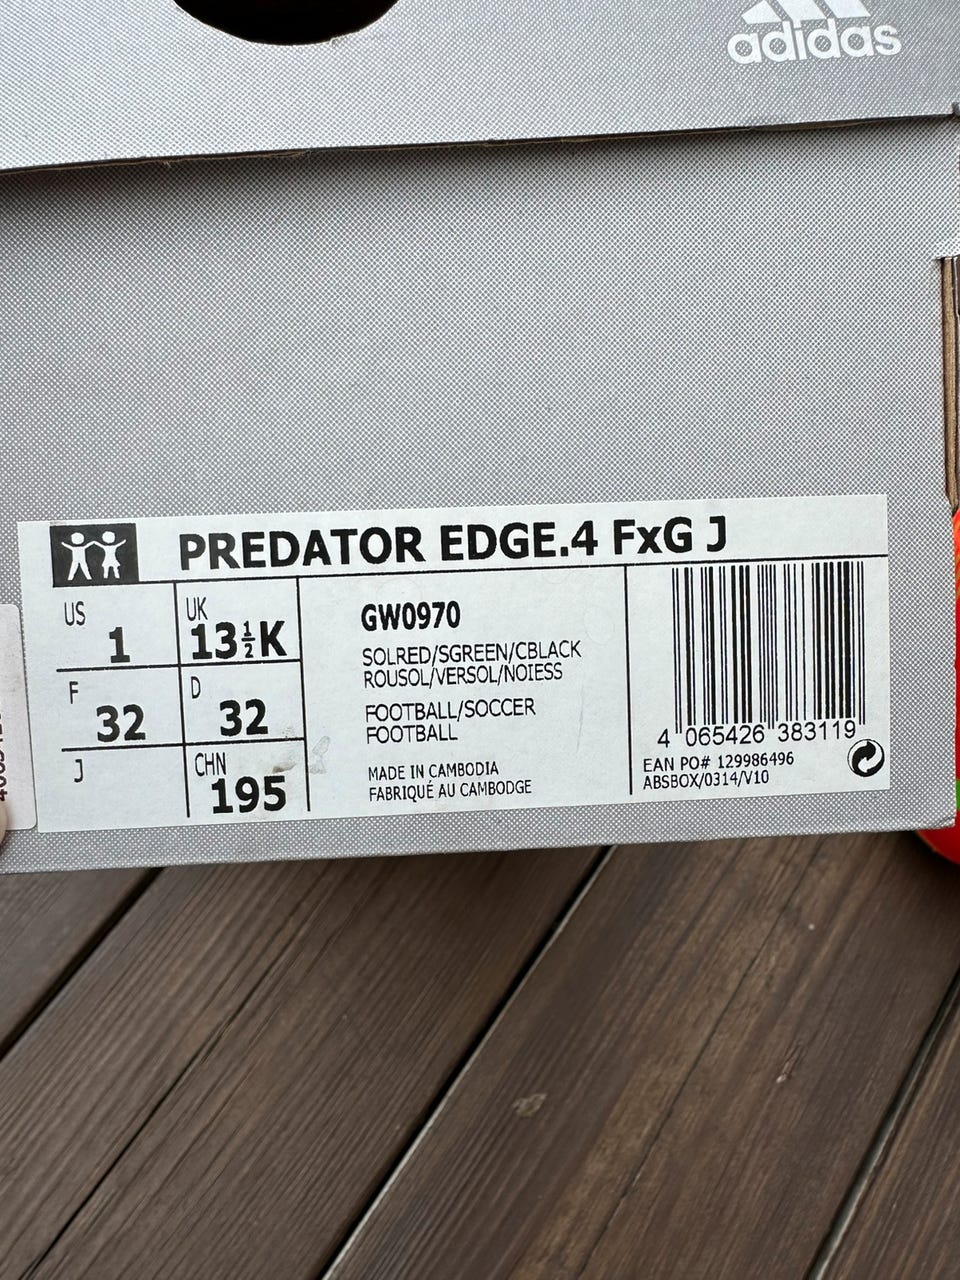 adidas
PREDATOR EDGE.4 FxG J
US 1
UK 13½K
F 32
D 32
J
CHN 195
GW0970
SOLRED/SGREEN/CBLACK
ROUSOL/VERSOL/NOIESS
FOOTBALL/SOCCER
FOOTBALL
MADE IN CAMBODIA
FABRIQUÉ AU CAMBODGE
4 065426 383119
EAN PO# 129986496
ABSBOX/0314/V10